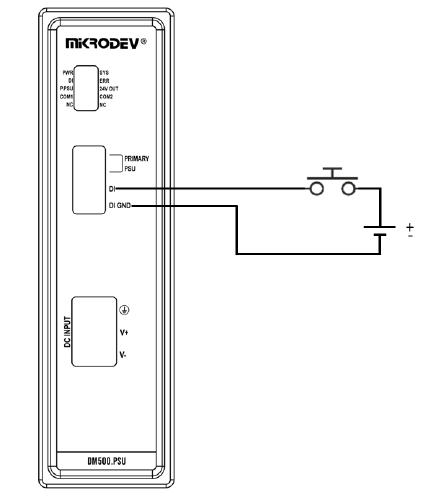 MIKRODEV®
PWR SYS
DI ERR
P.PSU 24V OUT
COM1 COM2
NC NC
PRIMARY
PSU
DI
DI GND
+
-
DC INPUT
V+
V-
DM500.PSU